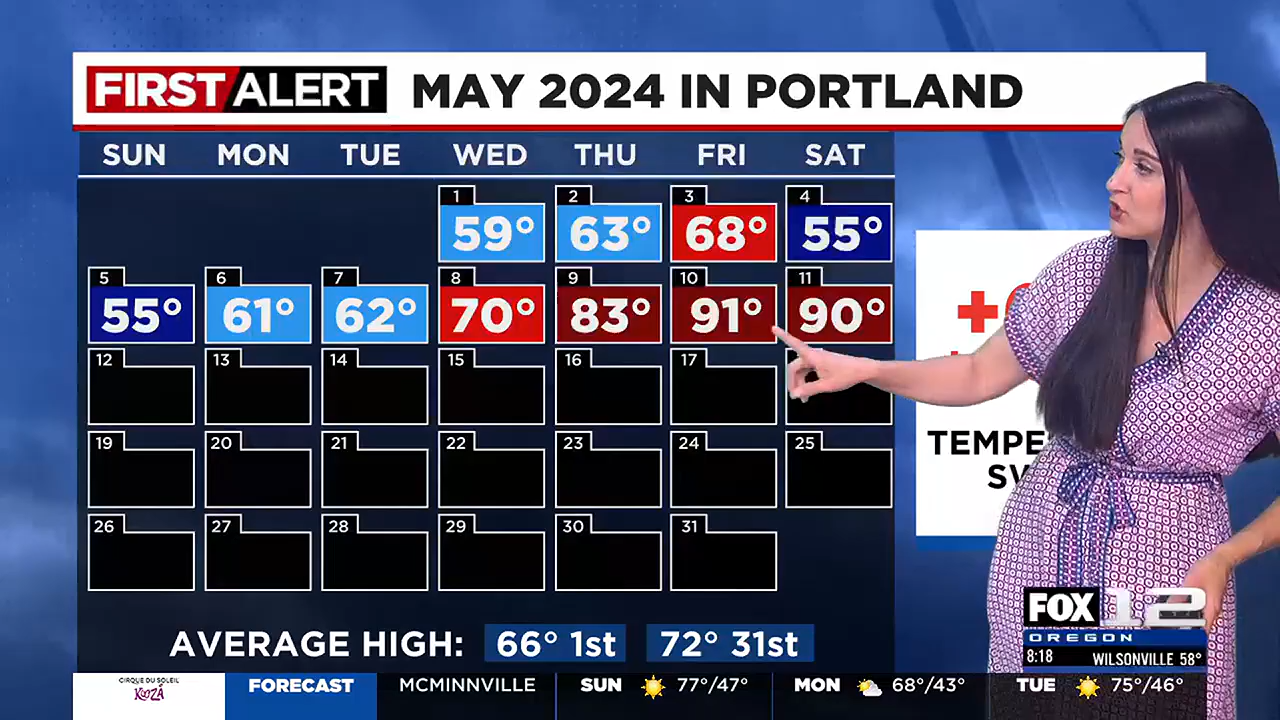 FIRST ALERT MAY 2024 IN PORTLAND
SUN MON TUE WED THU FRI SAT
1 2 3 4
59° 63° 68° 55°
5 6 7 8 9 10 11
55° 61° 62° 70° 83° 91° 90°
12 13 14 15 16 17
19 20 21 22 23 24 25
26 27 28 29 30 31
AVERAGE HIGH: 66° 1st 72° 31st
FOX 12
OREGON
8:18 WILSONVILLE 58°
CIRQUE DU SOLEIL
KOOZÅ
FORECAST MCMINNVILLE SUN 77°/47° MON 68°/43° TUE 75°/46°